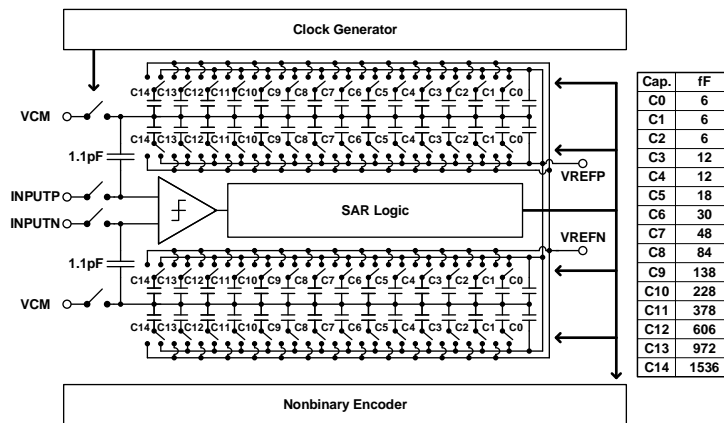 Clock Generator
C14 C13 C12 C11 C10 C9 C8 C7 C6 C5 C4 C3 C2 C1 C0
VCM
C14 C13 C12 C11 C10 C9 C8 C7 C6 C5 C4 C3 C2 C1 C0
1.1pF
VREFP
INPUTP
SAR Logic
INPUTN
VREFN
1.1pF
C14 C13 C12 C11 C10 C9 C8 C7 C6 C5 C4 C3 C2 C1 C0
VCM
C14 C13 C12 C11 C10 C9 C8 C7 C6 C5 C4 C3 C2 C1 C0
Nonbinary Encoder
Cap. fF
C0 6
C1 6
C2 6
C3 12
C4 12
C5 18
C6 30
C7 48
C8 84
C9 138
C10 228
C11 378
C12 606
C13 972
C14 1536